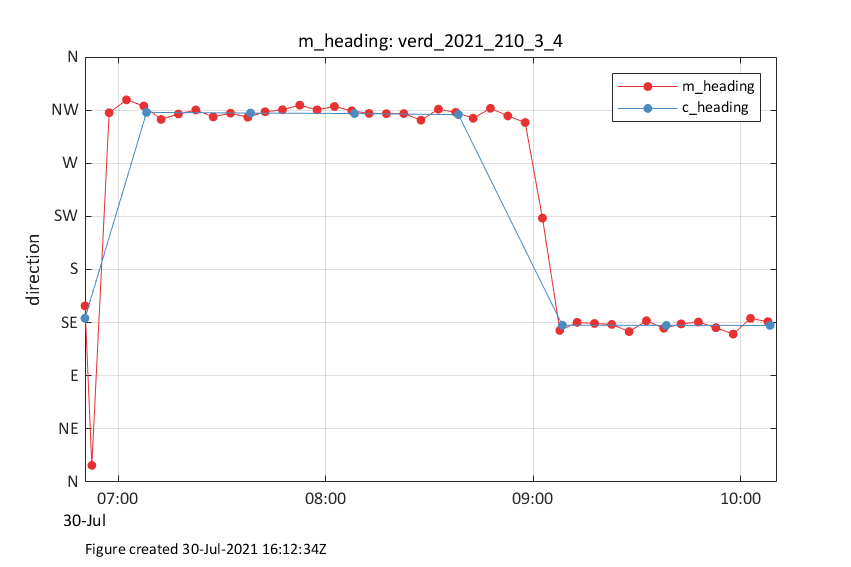 m_heading: verd_2021_210_3_4
N
NW
W
SW
S
SE
E
NE
N
direction
m_heading
c_heading
07:00
08:00
09:00
10:00
30-Jul
Figure created 30-Jul-2021 16:12:34Z